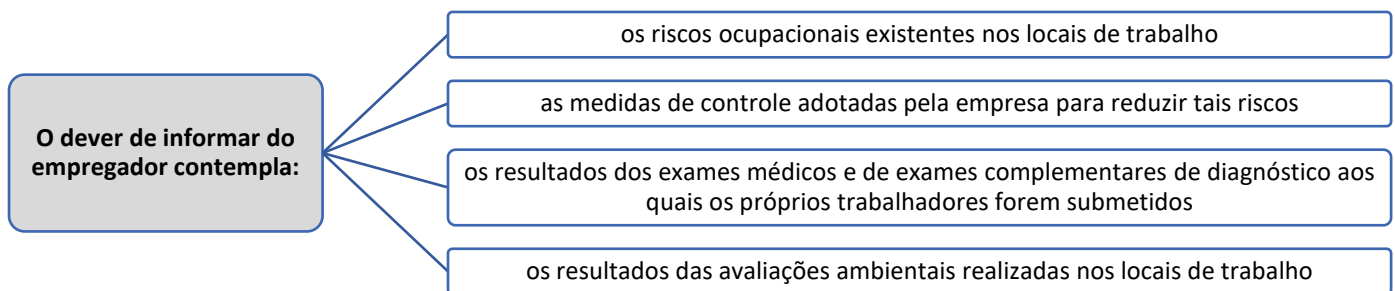 O dever de informar do
empregador contempla:
os riscos ocupacionais existentes nos locais de trabalho
as medidas de controle adotadas pela empresa para reduzir tais riscos
os resultados dos exames médicos e de exames complementares de diagnóstico aos
quais os próprios trabalhadores forem submetidos
os resultados das avaliações ambientais realizadas nos locais de trabalho